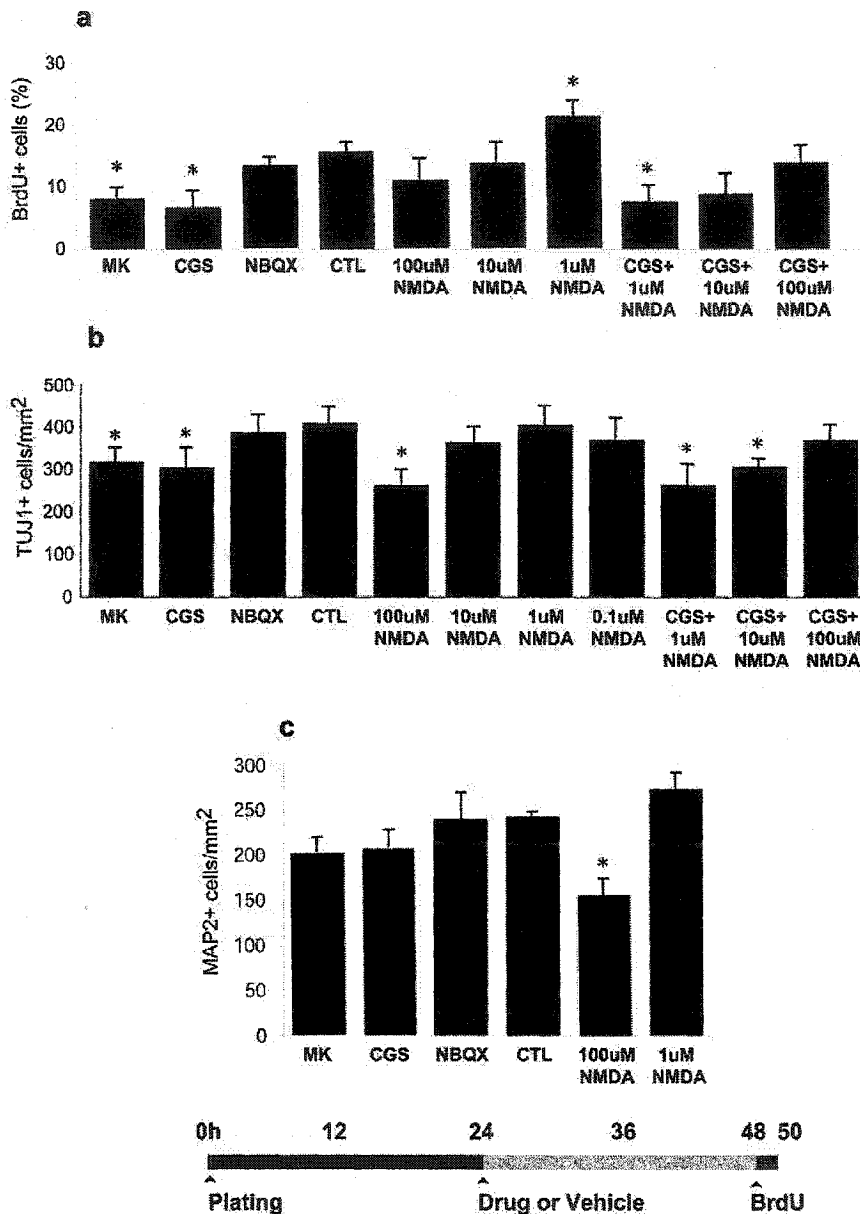 a
BrdU+ cells (%)
30
20
10
0
*
*
*
*
MK CGS NBQX CTL 100uM NMDA 10uM NMDA 1uM NMDA CGS+ 1uM NMDA CGS+ 10uM NMDA CGS+ 100uM NMDA
b
TUJ1+ cells/mm2
500
400
300
200
100
0
*
*
*
*
*
MK CGS NBQX CTL 100uM NMDA 10uM NMDA 1uM NMDA 0.1uM NMDA CGS+ 1uM NMDA CGS+ 10uM NMDA CGS+ 100uM NMDA
c
MAP2+ cells/mm2
300
250
200
150
100
50
0
*
MK CGS NBQX CTL 100uM NMDA 1uM NMDA
0h 12 24 36 48 50
Plating Drug or Vehicle BrdU